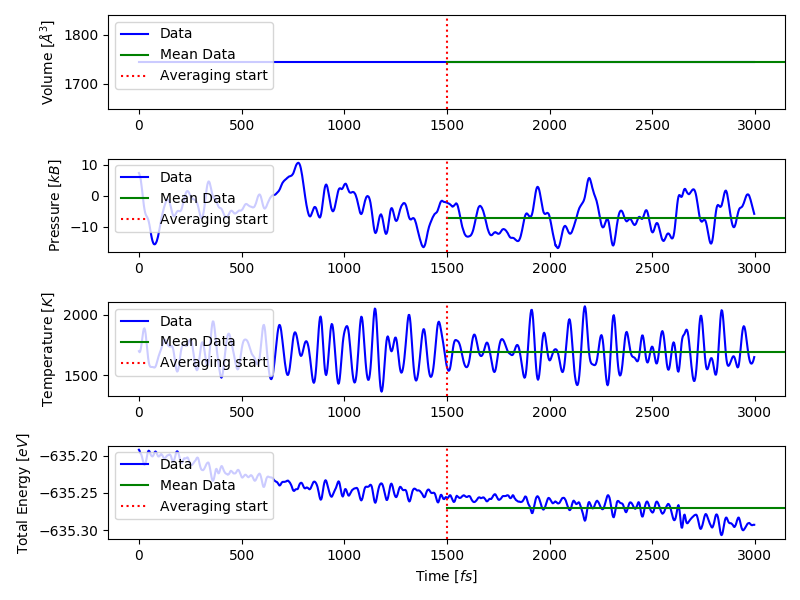 Volume [Å³]
1800
1700
Data
Mean Data
Averaging start
0 500 1000 1500 2000 2500 3000
Pressure [kB]
10
0
−10
Data
Mean Data
Averaging start
0 500 1000 1500 2000 2500 3000
Temperature [K]
2000
1500
Data
Mean Data
Averaging start
0 500 1000 1500 2000 2500 3000
Total Energy [eV]
−635.20
−635.25
−635.30
Data
Mean Data
Averaging start
0 500 1000 1500 2000 2500 3000
Time [fs]